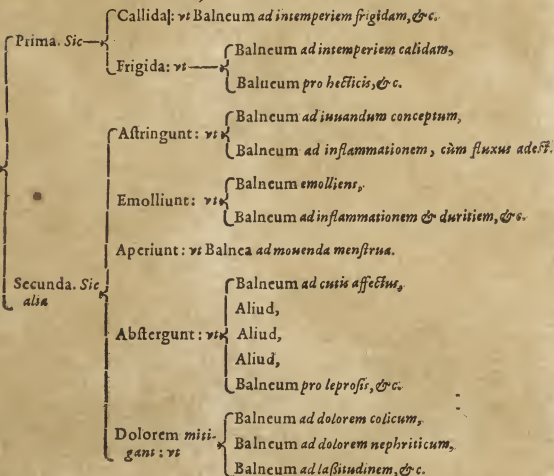 Callida: vt Balneum ad intemperiem frigidam, &c.
Prima. Sic
Frigida: vt
Balneum ad intemperiem calidam,
Balneum pro hecticis, &c.
Astringunt: vt
Balneum ad iuuandum conceptum,
Balneum ad inflammationem, cùm fluxus adest.
Emolliunt: vt
Balneum emolliens,
Balneum ad inflammationem & duritiem, &c.
Aperiunt: vt Balnea ad mouenda menstrua.
Secunda. Sic
alia
Abstergunt: vt
Balneum ad cutis affectus,
Aliud,
Aliud,
Aliud,
Balneum pro leprosis, &c.
Dolorem miti-
gant: vt
Balneum ad dolorem colicum,
Balneum ad dolorem nephriticum,
Balneum ad lassitudinem, &c.